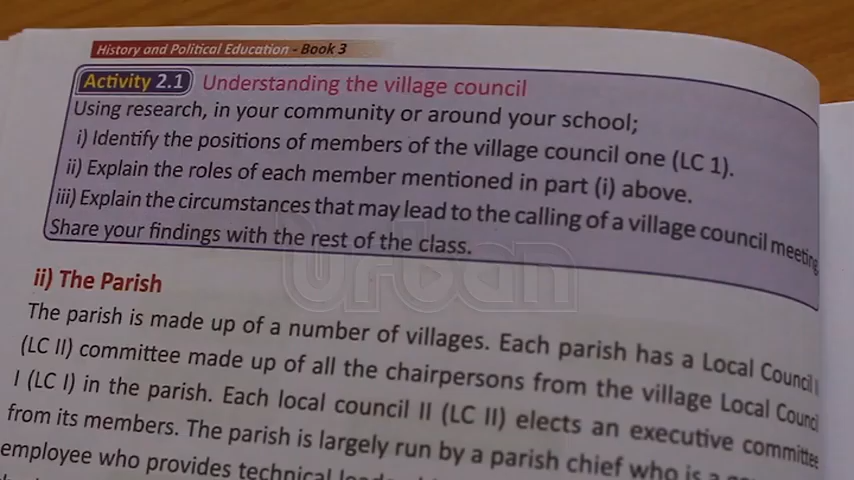 History and Political Education - Book 3
Activity 2.1 Understanding the village council
Using research, in your community or around your school;
i) Identify the positions of members of the village council one (LC 1).
ii) Explain the roles of each member mentioned in part (i) above.
iii) Explain the circumstances that may lead to the calling of a village council meeting.
Share your findings with the rest of the class.
urban
ii) The Parish
The parish is made up of a number of villages. Each parish has a Local Council
(LC II) committee made up of all the chairpersons from the village Local Council
I (LC I) in the parish. Each local council II (LC II) elects an executive committee
from its members. The parish is largely run by a parish chief who is a
employee who provides technical